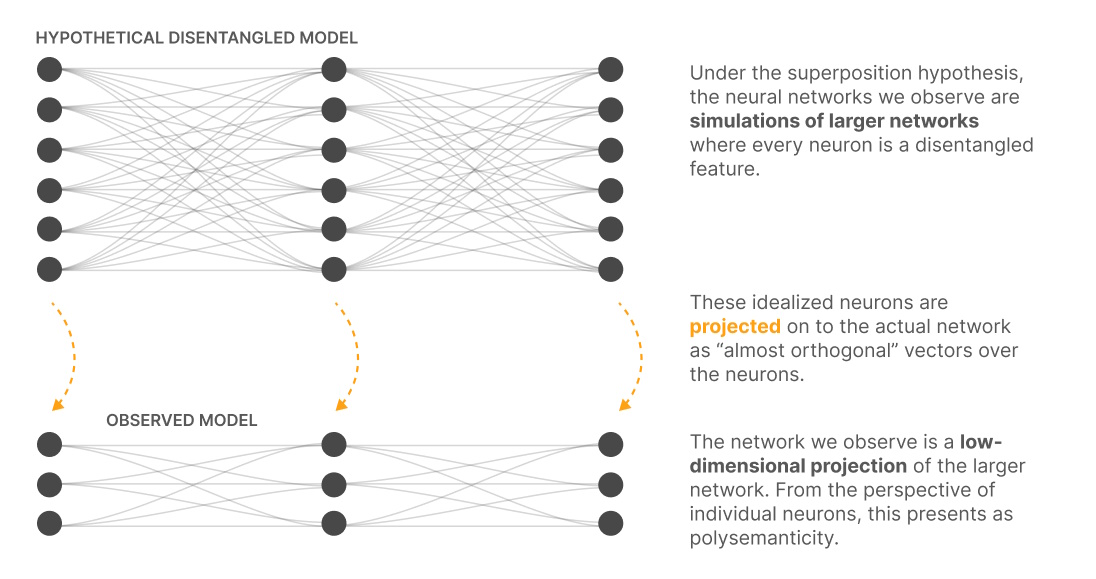 HYPOTHETICAL DISENTANGLED MODEL
Under the superposition hypothesis,
the neural networks we observe are
simulations of larger networks
where every neuron is a disentangled
feature.
These idealized neurons are
projected on to the actual network
as “almost orthogonal” vectors over
the neurons.
OBSERVED MODEL
The network we observe is a low-
dimensional projection of the larger
network. From the perspective of
individual neurons, this presents as
polysemanticity.